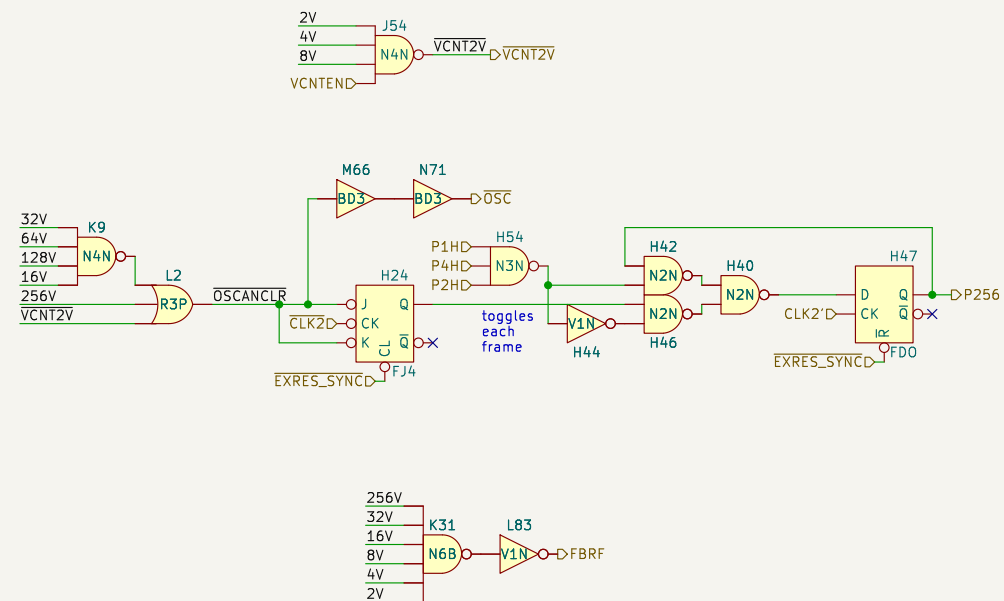 2V
4V
8V
VCNTEN
J54
N4N
VCNT2V
VCNT2V
M66
BD3
N71
BD3
OSC
32V
64V
128V
16V
256V
VCNT2V
K9
N4N
L2
R3P
OSCANCLR
CLK2
H24
J
CK
K
Q
Q
CL
FJ4
EXRES_SYNC
P1H
P4H
P2H
H54
N3N
toggles
each
frame
V1N
H44
H42
N2N
N2N
H46
H40
N2N
H47
D
CK
Q
Q
R
FDO
CLK2'
EXRES_SYNC
P256
256V
32V
16V
8V
4V
2V
K31
N6B
L83
V1N
FBRF